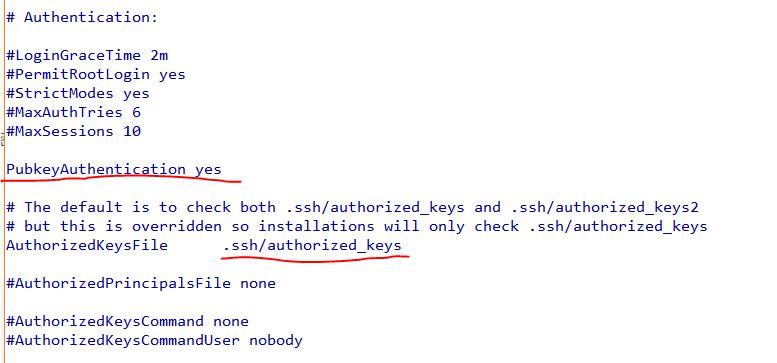 # Authentication:
#LoginGraceTime 2m
#PermitRootLogin yes
#StrictModes yes
#MaxAuthTries 6
#MaxSessions 10
PubkeyAuthentication yes
# The default is to check both .ssh/authorized_keys and .ssh/authorized_keys2
# but this is overridden so installations will only check .ssh/authorized_keys
AuthorizedKeysFile      .ssh/authorized_keys
#AuthorizedPrincipalsFile none
#AuthorizedKeysCommand none
#AuthorizedKeysCommandUser nobody